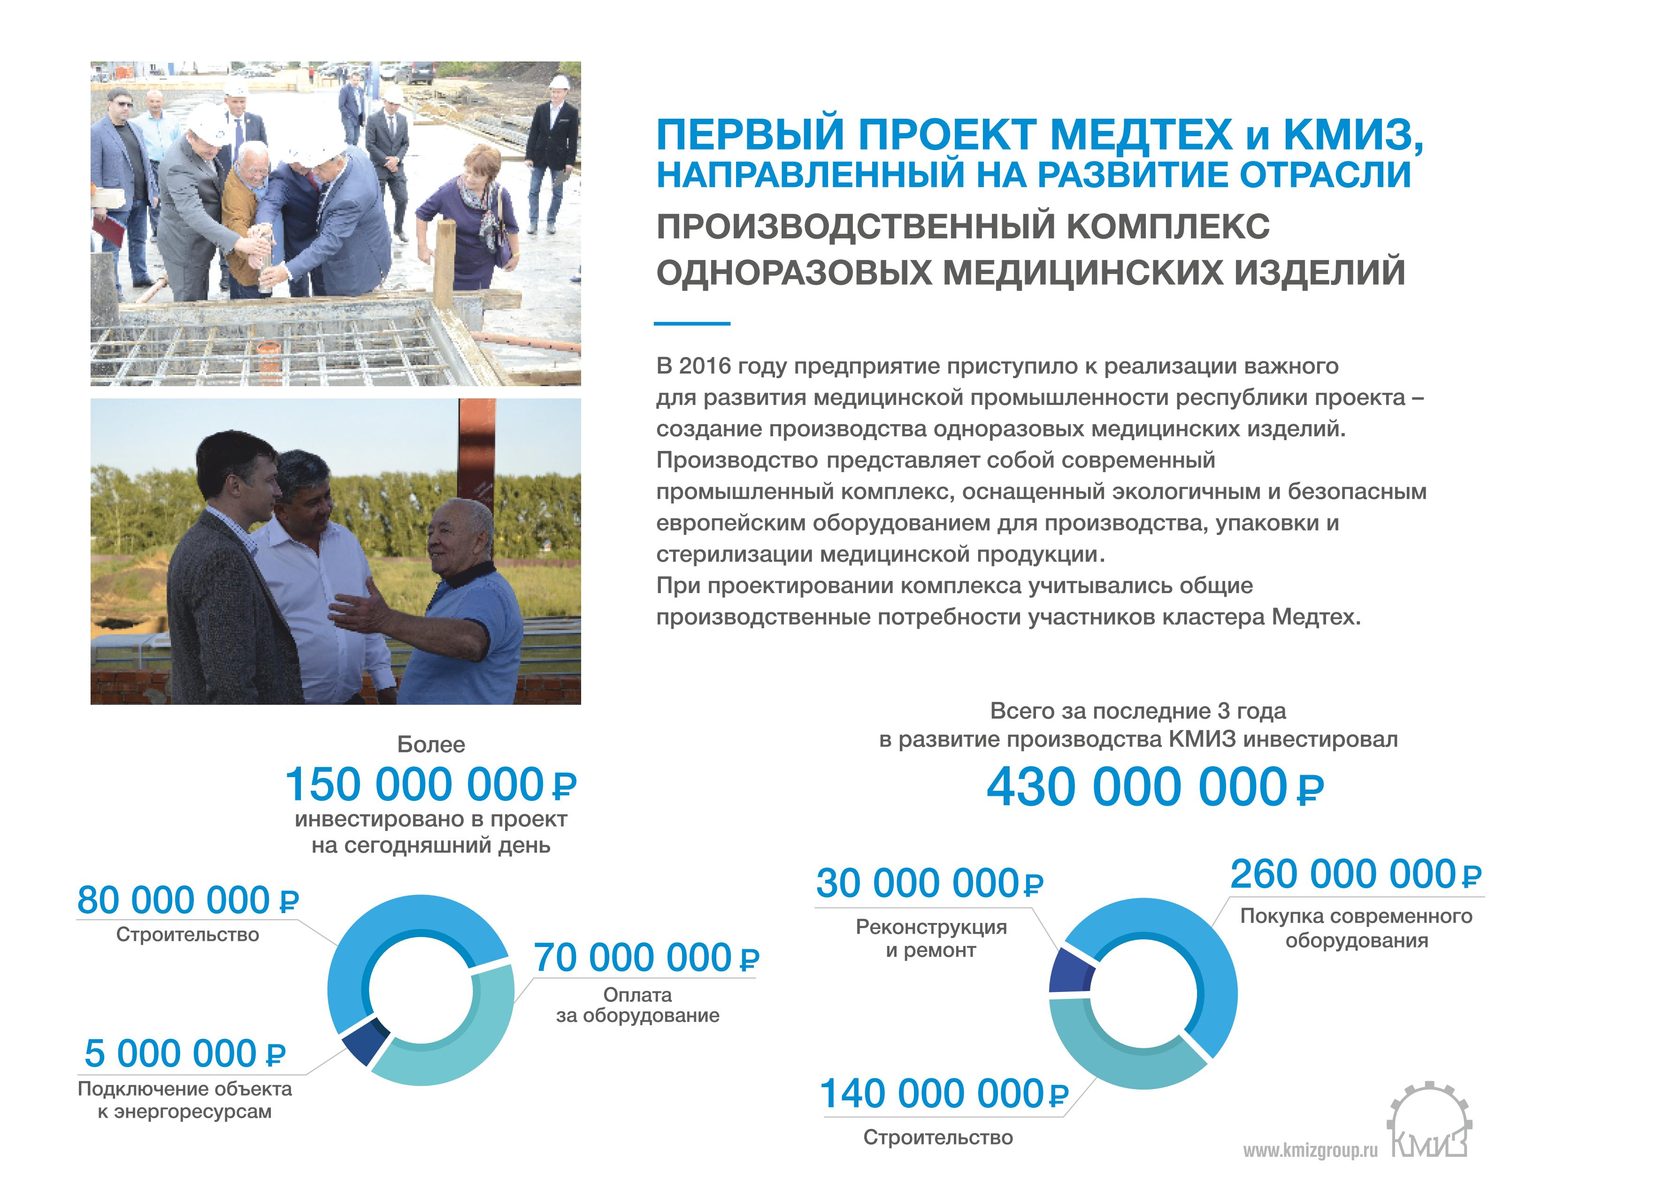 ПЕРВЫЙ ПРОЕКТ МЕДТЕХ и КМИЗ,
НАПРАВЛЕННЫЙ НА РАЗВИТИЕ ОТРАСЛИ
ПРОИЗВОДСТВЕННЫЙ КОМПЛЕКС
ОДНОРАЗОВЫХ МЕДИЦИНСКИХ ИЗДЕЛИЙ
В 2016 году предприятие приступило к реализации важного
для развития медицинской промышленности республики проекта –
создание производства одноразовых медицинских изделий.
Производство представляет собой современный
промышленный комплекс, оснащенный экологичным и безопасным
европейским оборудованием для производства, упаковки и
стерилизации медицинской продукции.
При проектировании комплекса учитывались общие
производственные потребности участников кластера Медтех.
Более
150 000 000 ₽
инвестировано в проект
на сегодняшний день
80 000 000 ₽
Строительство
70 000 000 ₽
Оплата
за оборудование
5 000 000 ₽
Подключение объекта
к энергоресурсам
Всего за последние 3 года
в развитие производства КМИЗ инвестировал
430 000 000 ₽
30 000 000 ₽
Реконструкция
и ремонт
260 000 000 ₽
Покупка современного
оборудования
140 000 000 ₽
Строительство
www.kmizgroup.ru
КМИЗ